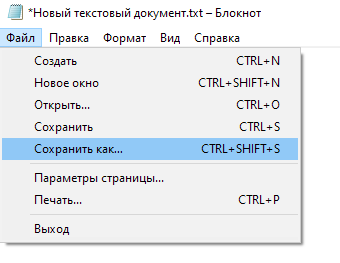 *Новый текстовый документ.txt – Блокнот
Файл Правка Формат Вид Справка
Создать CTRL+N
Новое окно CTRL+SHIFT+N
Открыть... CTRL+O
Сохранить CTRL+S
Сохранить как... CTRL+SHIFT+S
Параметры страницы...
Печать... CTRL+P
Выход